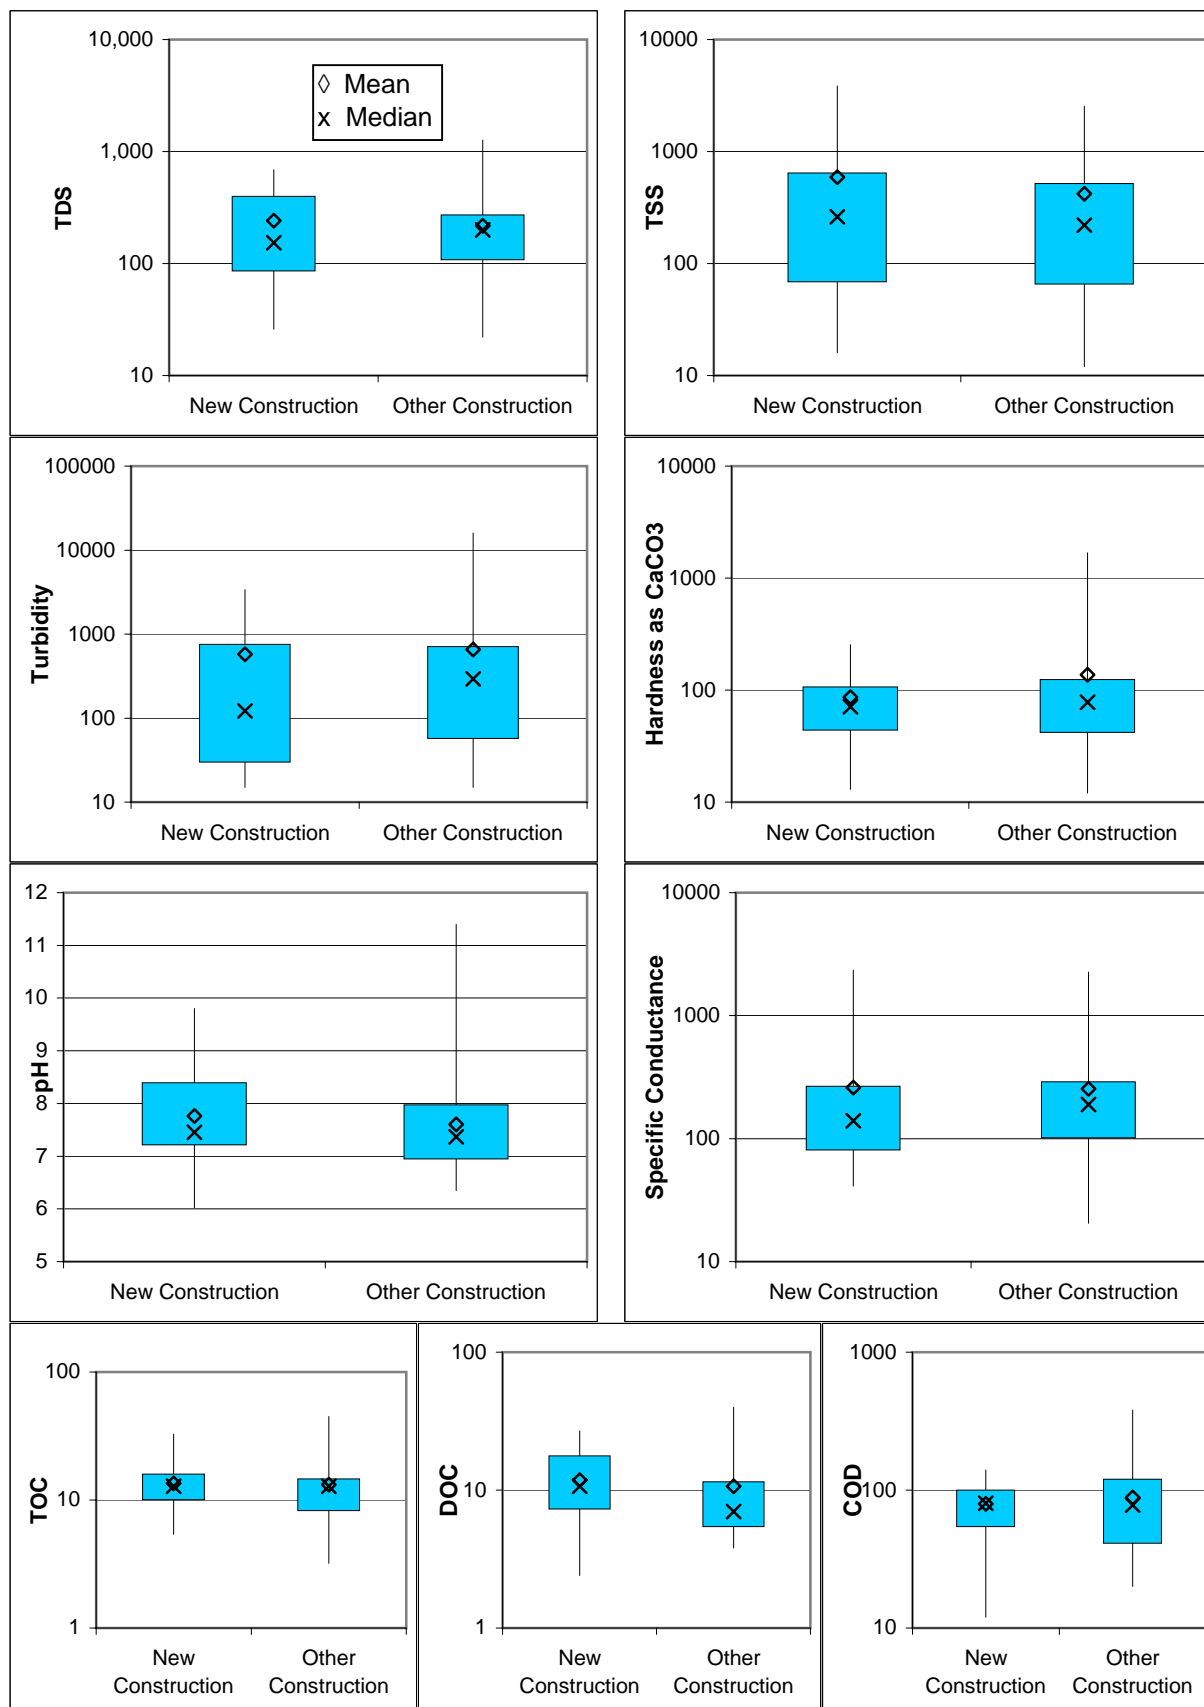 10,000
1,000
100
10
TDS
◊ Mean
x Median
New Construction Other Construction
10000
1000
100
10
TSS
New Construction Other Construction
100000
10000
1000
100
10
Turbidity
New Construction Other Construction
10000
1000
100
10
Hardness as CaCO3
New Construction Other Construction
12
11
10
9
8
7
6
5
pH
New Construction Other Construction
10000
1000
100
10
Specific Conductance
New Construction Other Construction
100
10
1
TOC
New Other
Construction Construction
100
10
1
DOC
New Other
Construction Construction
1000
100
10
COD
New Other
Construction Construction